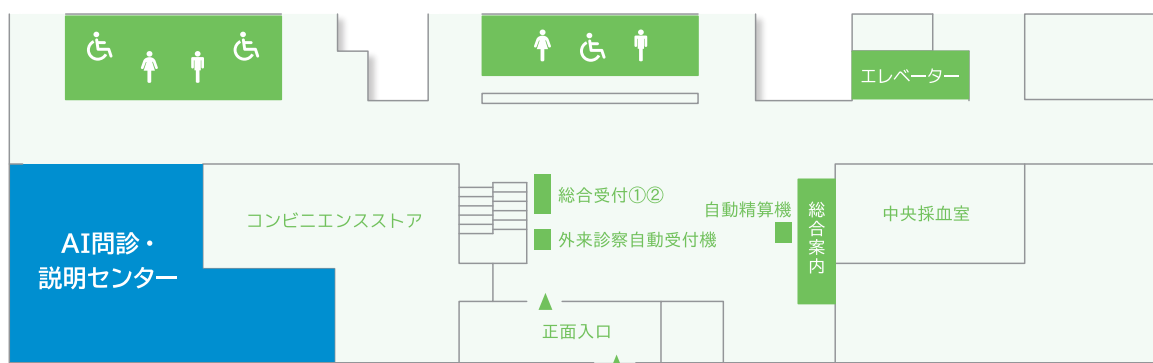 エレベーター
総合受付①②
自動精算機
総合案内
中央採血室
コンビニエンスストア
外来診察自動受付機
AI問診・
説明センター
正面入口